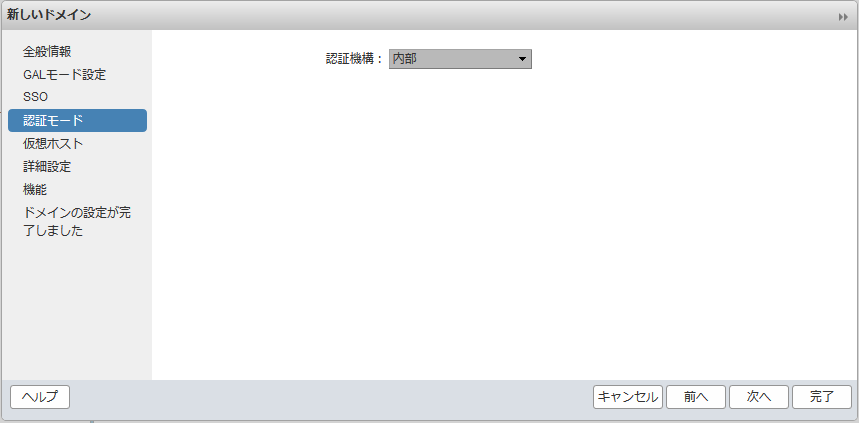 新しいドメイン
全般情報
GALモード設定
SSO
認証モード
仮想ホスト
詳細設定
機能
ドメインの設定が完
了しました
認証機構： 内部
ヘルプ
キャンセル 前へ 次へ 完了